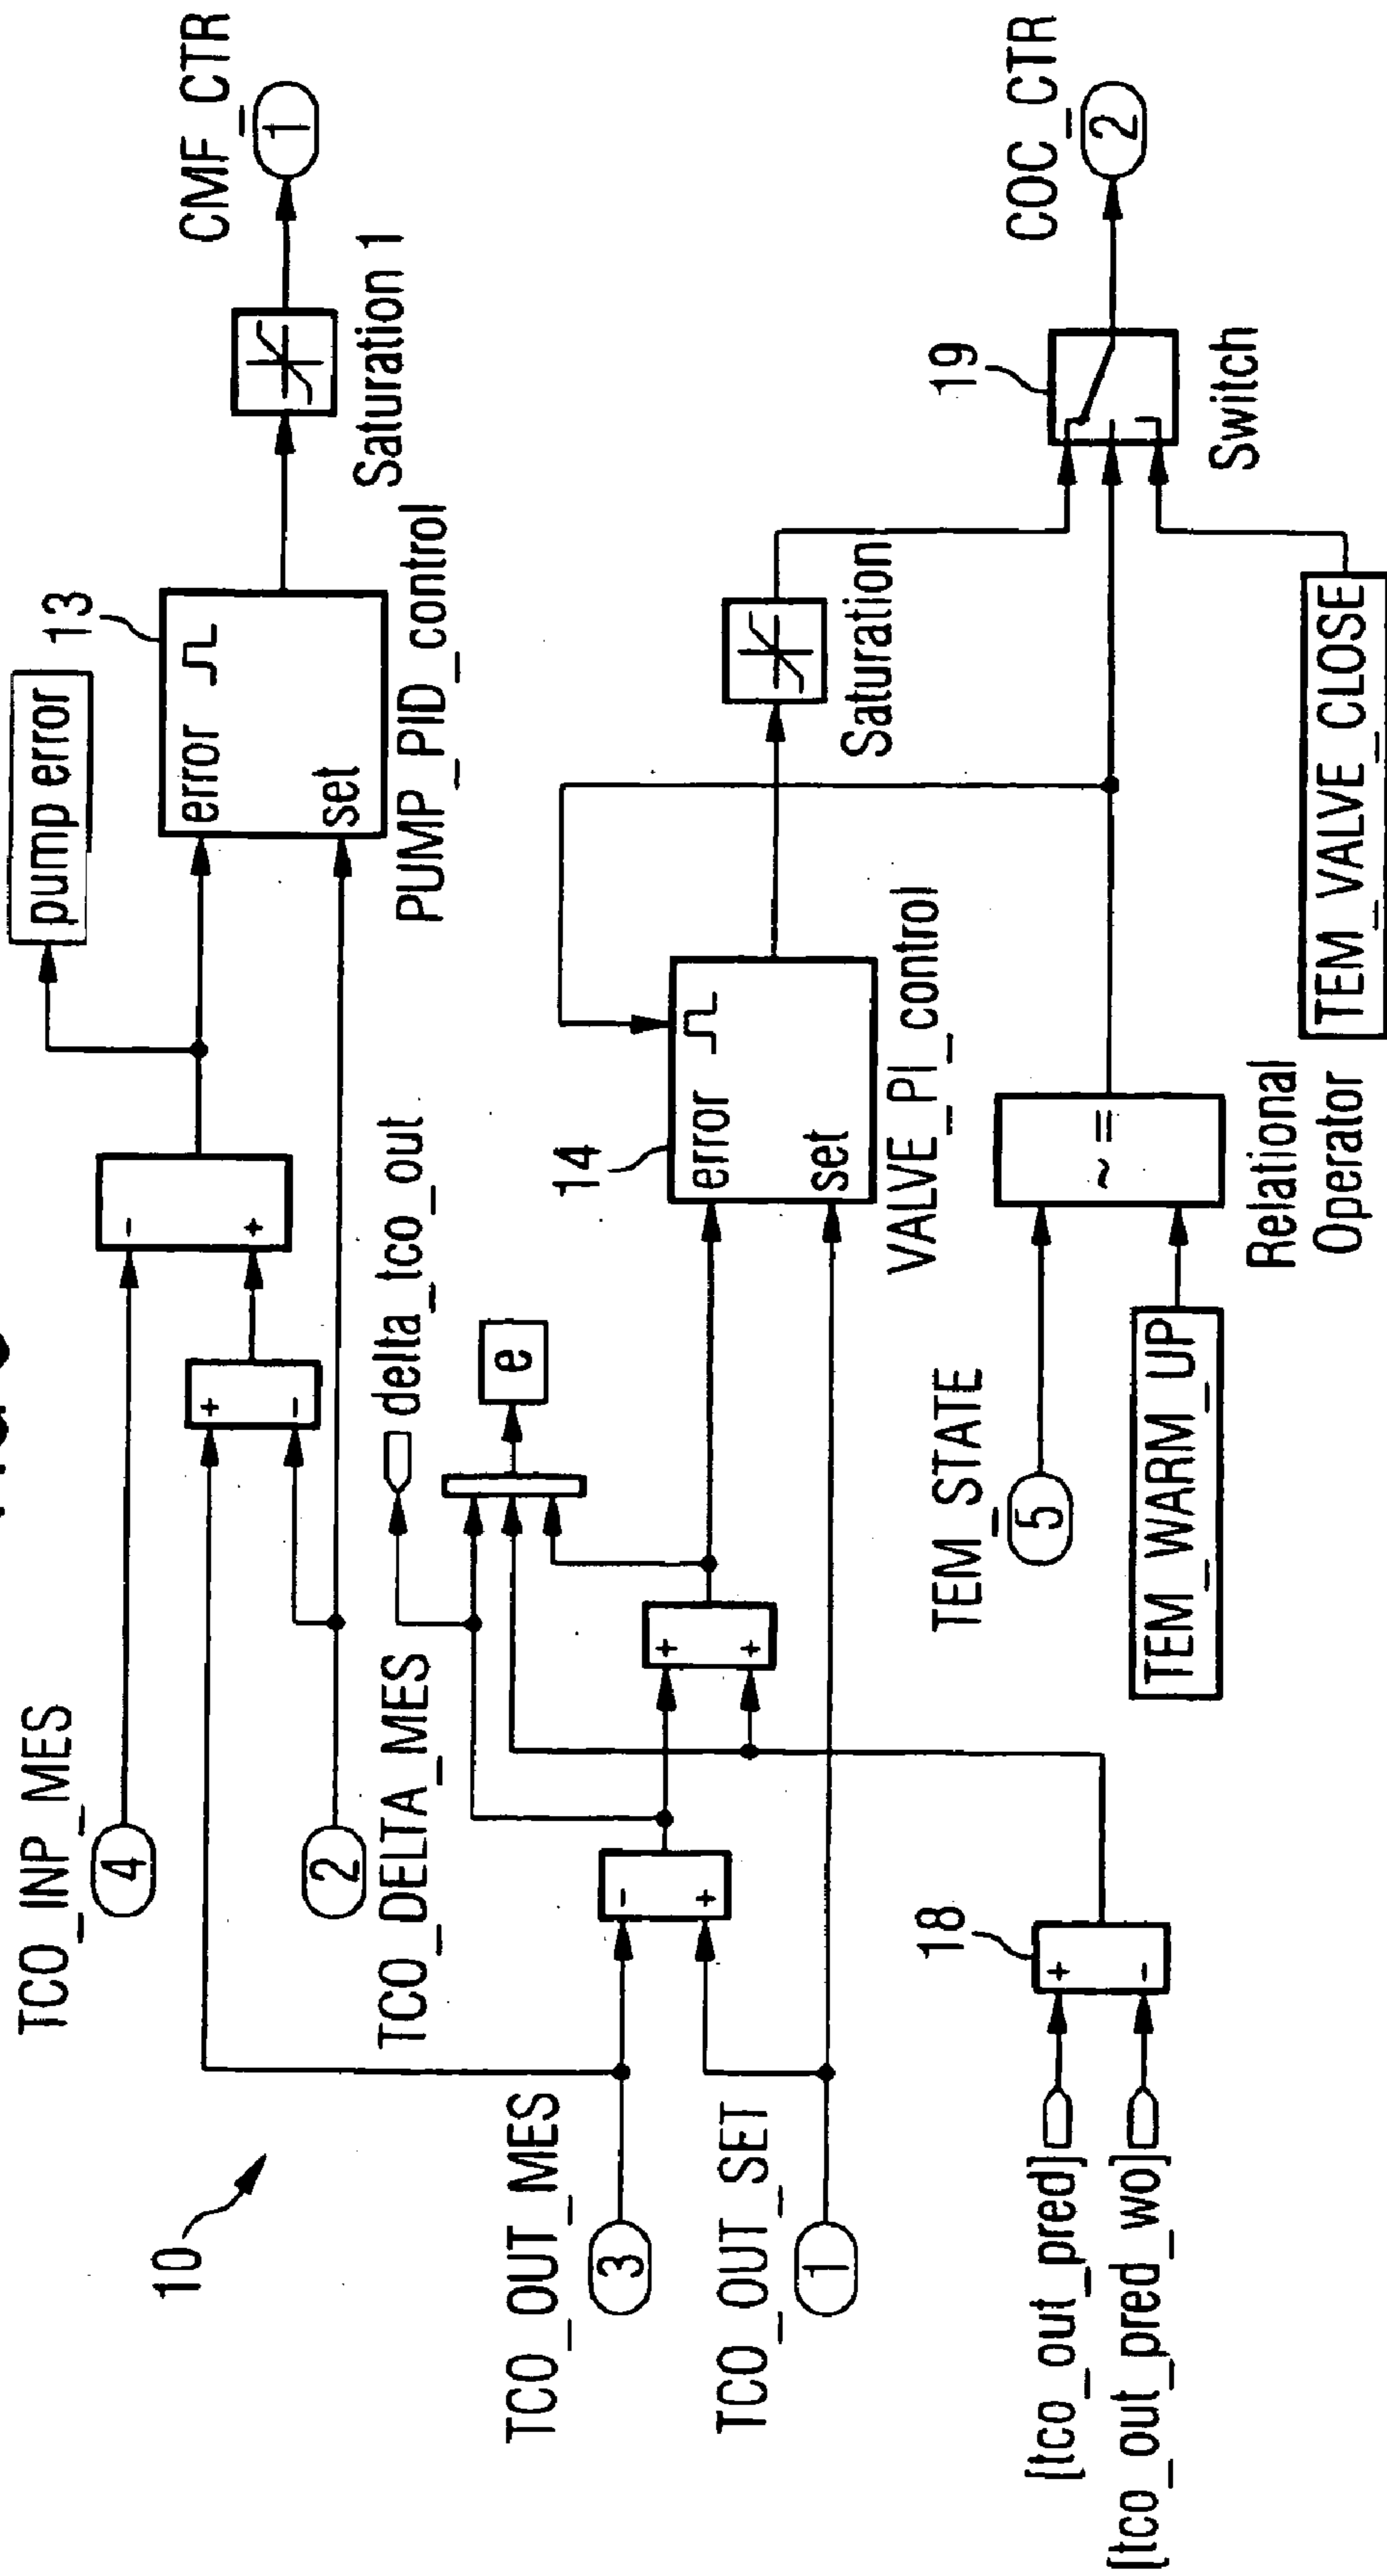 10
TCO_INP_MES
4
2
TCO_DELTA_MES
-
+
+
-
pump error
13
error
set
PUMP_PID_control
Saturation 1
CMF_CTR
1
TCO_OUT_MES
3
TCO_OUT_SET
1
-
+
delta_tco_out
e
+
+
14
error
set
VALVE_PI_control
Saturation
[tco_out_pred]
[tco_out_pred_wo]
18
+
-
TEM_STATE
5
TEM_WARM_UP
~ =
Relational
Operator
TEM_VALVE_CLOSE
19
Switch
COC_CTR
2